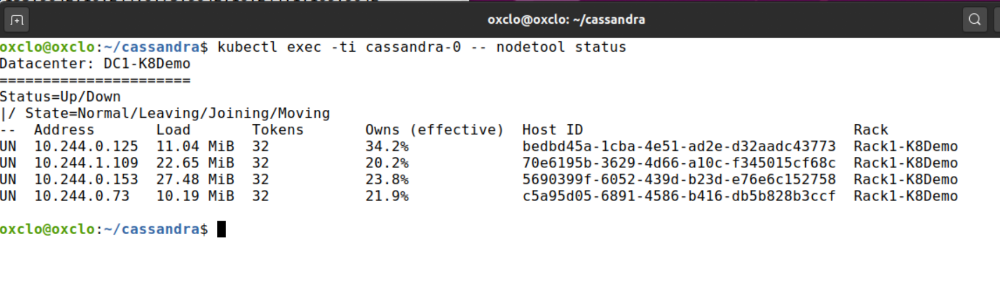 oxclo@oxclo: ~/cassandra
oxclo@oxclo:~/cassandra$ kubectl exec -ti cassandra-0 -- nodetool status
Datacenter: DC1-K8Demo
======================
Status=Up/Down
|/ State=Normal/Leaving/Joining/Moving
--  Address       Load       Tokens       Owns (effective)  Host ID                               Rack
UN  10.244.0.125  11.04 MiB  32           34.2%             bedbd45a-1cba-4e51-ad2e-d32aadc43773  Rack1-K8Demo
UN  10.244.1.109  22.65 MiB  32           20.2%             70e6195b-3629-4d66-a10c-f345015cf68c  Rack1-K8Demo
UN  10.244.0.153  27.48 MiB  32           23.8%             5690399f-6052-439d-b23d-e76e6c152758  Rack1-K8Demo
UN  10.244.0.73   10.19 MiB  32           21.9%             c5a95d05-6891-4586-b416-db5b828b3ccf  Rack1-K8Demo
oxclo@oxclo:~/cassandra$